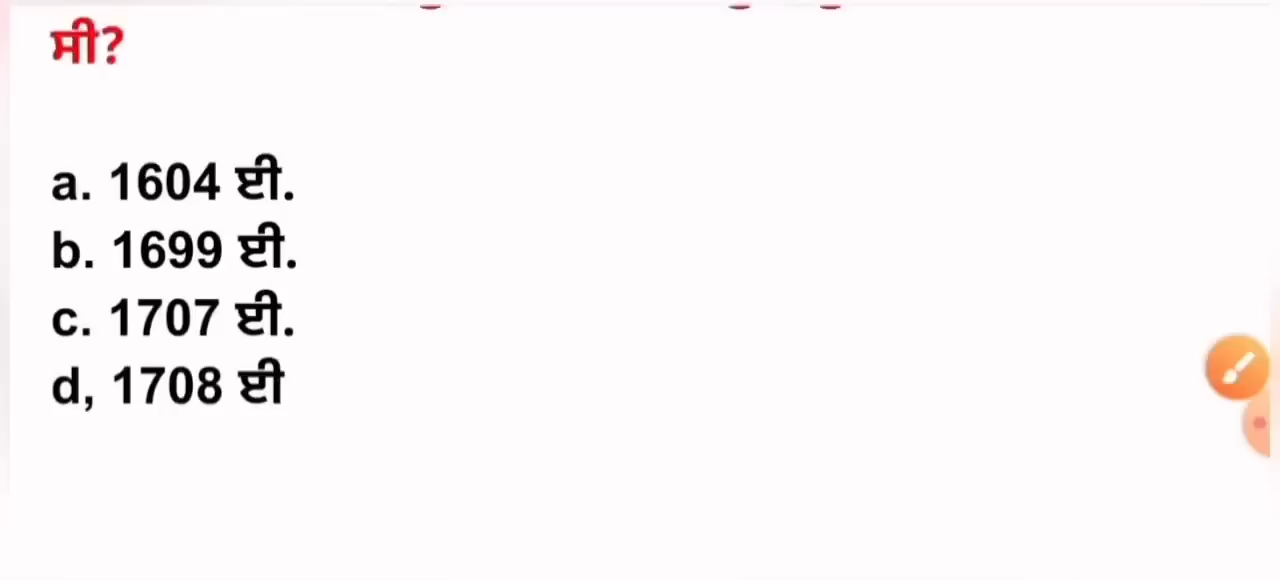 ਸੀ?
a. 1604 ਈ.
b. 1699 ਈ.
c. 1707 ਈ.
d, 1708 ਈ